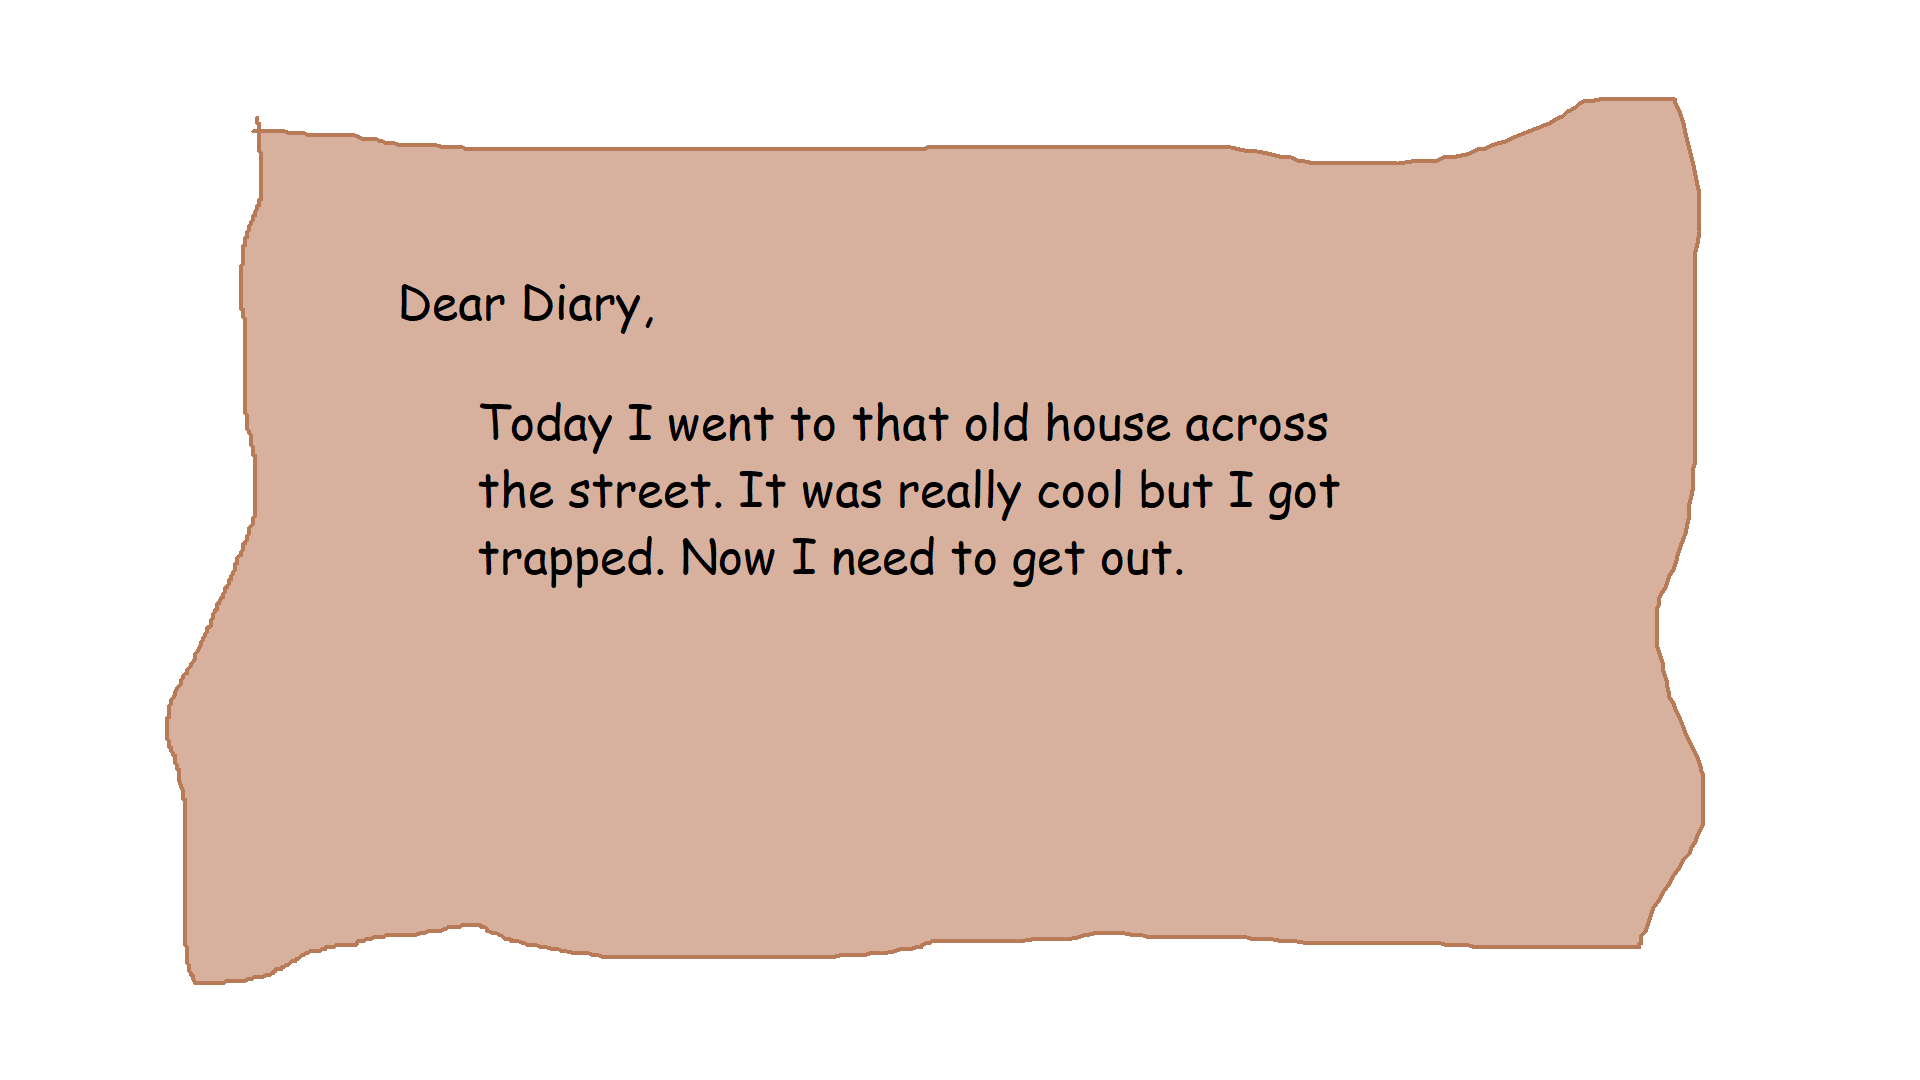 Dear Diary,
Today I went to that old house across
the street. It was really cool but I got
trapped. Now I need to get out.